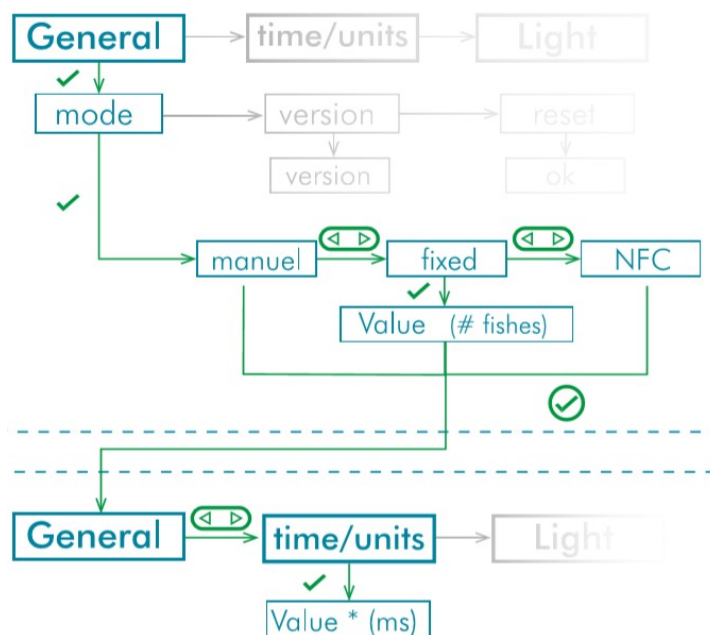 General time/units Light
mode version reset
version ok
manuel fixed NFC
Value (# fishes)
General time/units Light
Value * (ms)